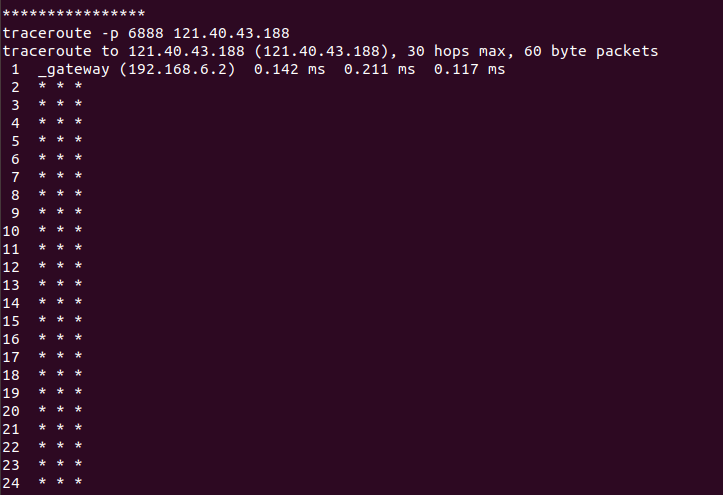 ****************
traceroute -p 6888 121.40.43.188
traceroute to 121.40.43.188 (121.40.43.188), 30 hops max, 60 byte packets
 1  _gateway (192.168.6.2)  0.142 ms  0.211 ms  0.117 ms
 2  * * *
 3  * * *
 4  * * *
 5  * * *
 6  * * *
 7  * * *
 8  * * *
 9  * * *
10  * * *
11  * * *
12  * * *
13  * * *
14  * * *
15  * * *
16  * * *
17  * * *
18  * * *
19  * * *
20  * * *
21  * * *
22  * * *
23  * * *
24  * * *